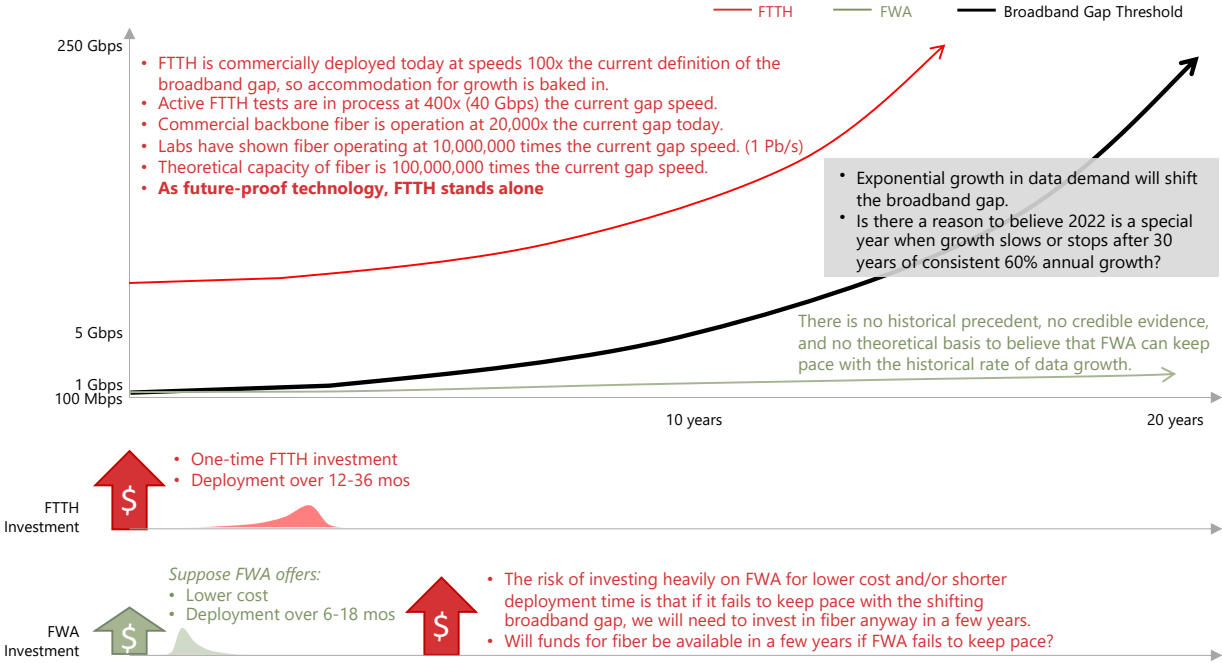 FTTH
FWA
Broadband Gap Threshold
250 Gbps
• FTTH is commercially deployed today at speeds 100x the current definition of the
broadband gap, so accommodation for growth is baked in.
• Active FTTH tests are in process at 400x (40 Gbps) the current gap speed.
• Commercial backbone fiber is operation at 20,000x the current gap today.
• Labs have shown fiber operating at 10,000,000 times the current gap speed. (1 Pb/s)
• Theoretical capacity of fiber is 100,000,000 times the current gap speed.
• As future-proof technology, FTTH stands alone
• Exponential growth in data demand will shift
the broadband gap.
• Is there a reason to believe 2022 is a special
year when growth slows or stops after 30
years of consistent 60% annual growth?
5 Gbps
There is no historical precedent, no credible evidence,
and no theoretical basis to believe that FWA can keep
pace with the historical rate of data growth.
1 Gbps
100 Mbps
10 years
20 years
• One-time FTTH investment
• Deployment over 12-36 mos
$
FTTH
Investment
Suppose FWA offers:
• Lower cost
• Deployment over 6-18 mos
$
FWA
Investment
$
• The risk of investing heavily on FWA for lower cost and/or shorter
deployment time is that if it fails to keep pace with the shifting
broadband gap, we will need to invest in fiber anyway in a few years.
• Will funds for fiber be available in a few years if FWA fails to keep pace?